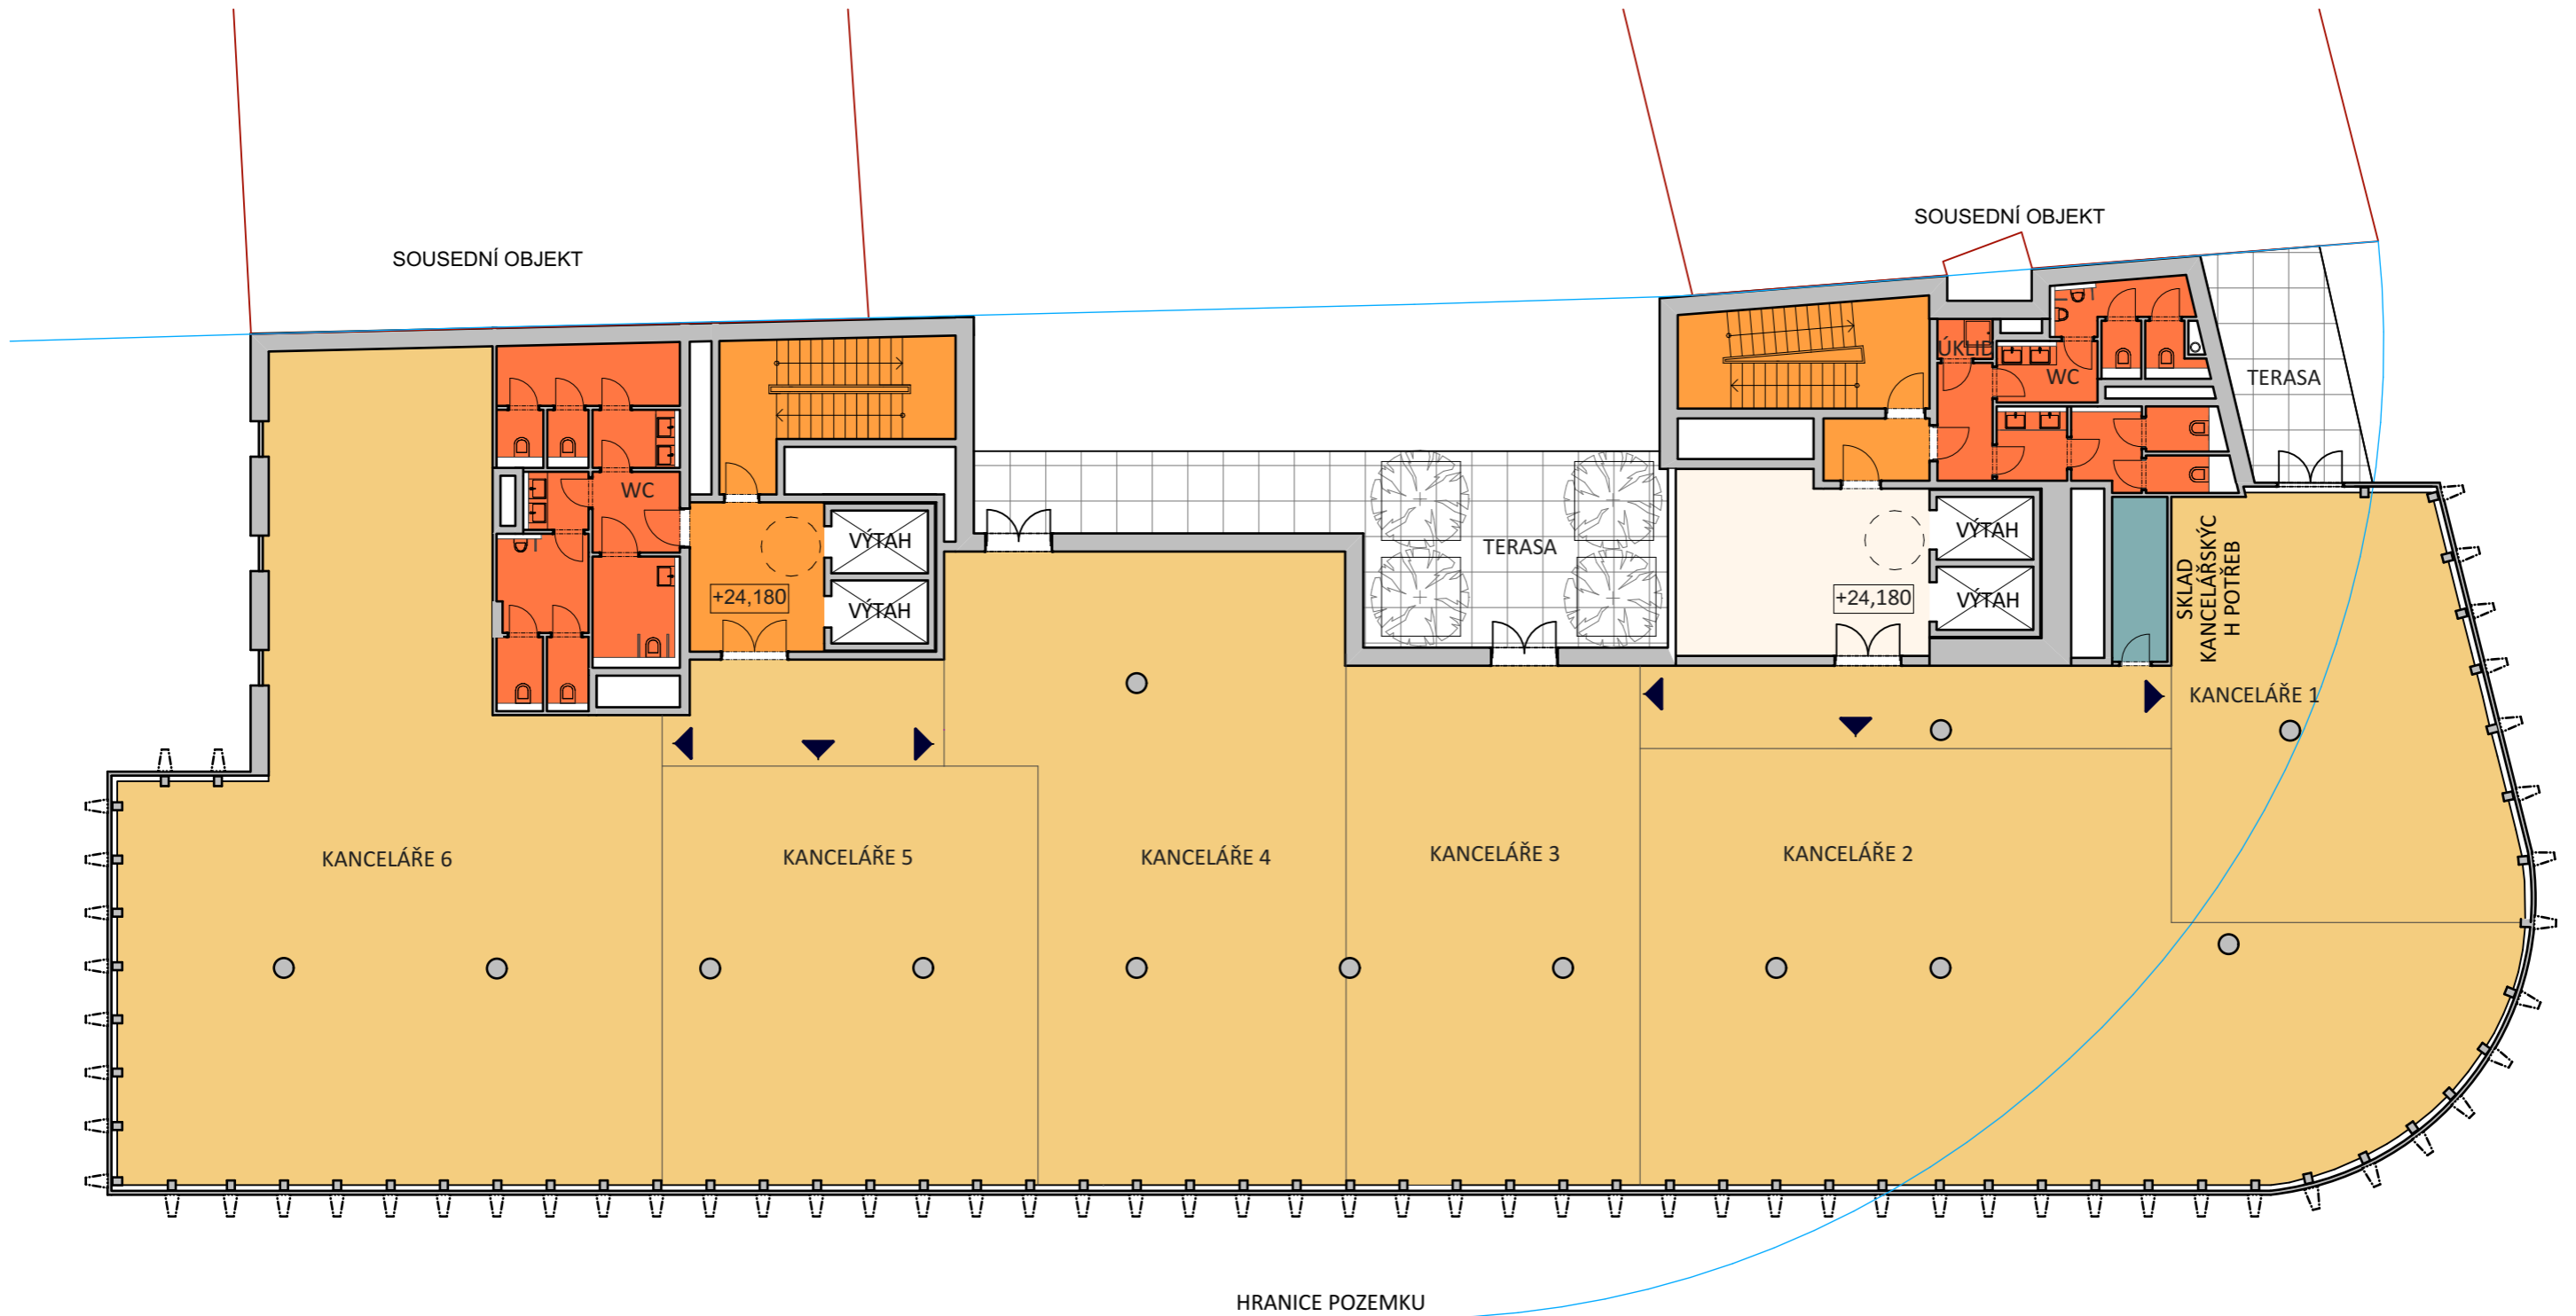 SOUSEDNÍ OBJEKT
SOUSEDNÍ OBJEKT
ÚKLID
WC
TERASA
WC
VÝTAH
VÝTAH
+24,180
TERASA
VÝTAH
VÝTAH
+24,180
SKLAD
KANCELÁŘSKÝC
H POTŘEB
KANCELÁŘE 1
KANCELÁŘE 6
KANCELÁŘE 5
KANCELÁŘE 4
KANCELÁŘE 3
KANCELÁŘE 2
HRANICE POZEMKU